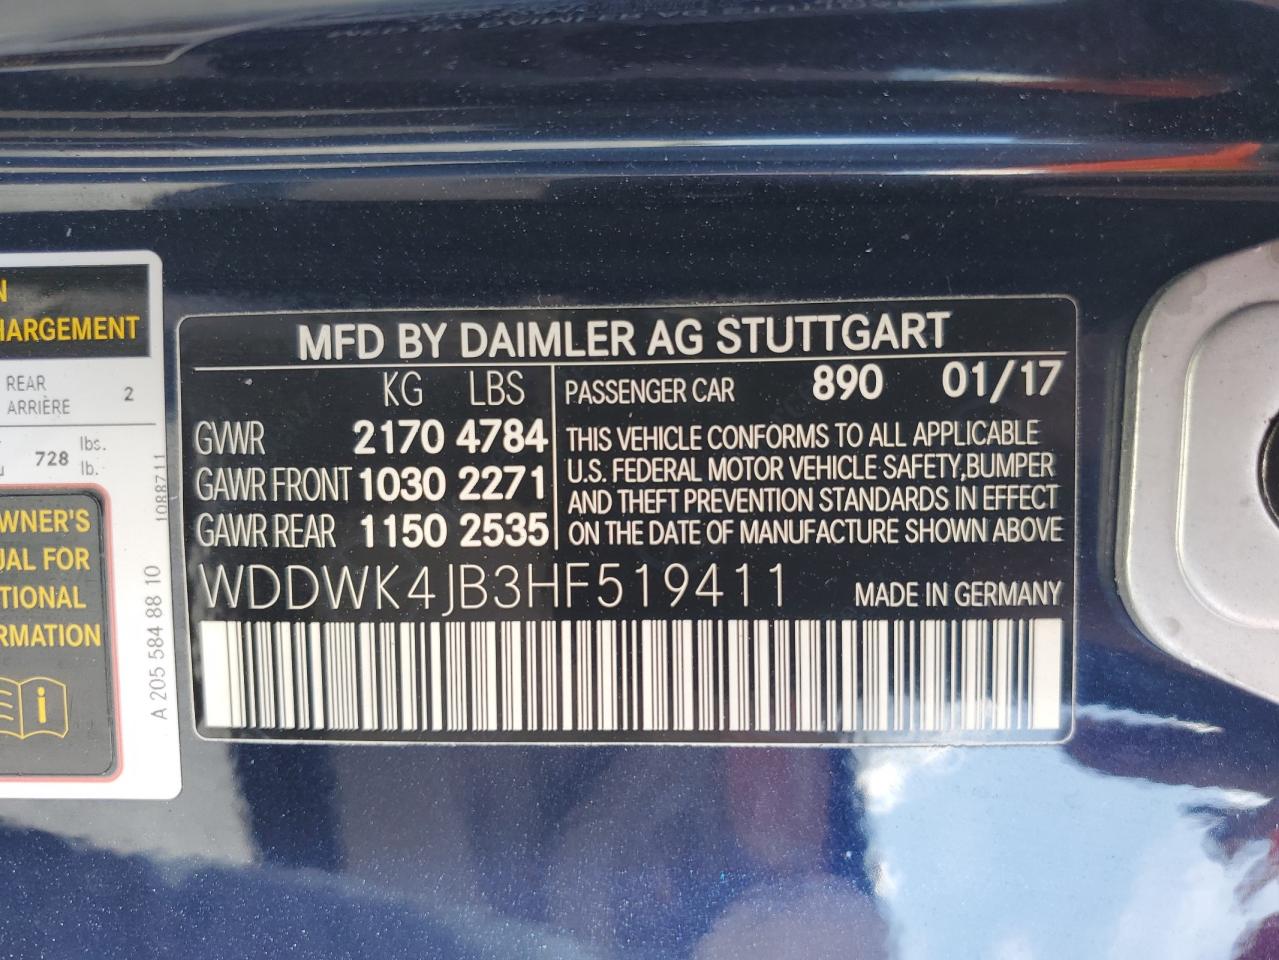 MFD BY DAIMLER AG STUTTGART
KG LBS
GVWR 2170 4784
GAWR FRONT 1030 2271
GAWR REAR 1150 2535
PASSENGER CAR 890 01/17
THIS VEHICLE CONFORMS TO ALL APPLICABLE
U.S. FEDERAL MOTOR VEHICLE SAFETY, BUMPER
AND THEFT PREVENTION STANDARDS IN EFFECT
ON THE DATE OF MANUFACTURE SHOWN ABOVE
WDDWK4JB3HF519411 MADE IN GERMANY
N
HARGEMENT
REAR
ARRIÈRE 2
728 lbs.
lb.
WNER'S
UAL FOR
TIONAL
RMATION
i
A 205 584 88 10
1088711